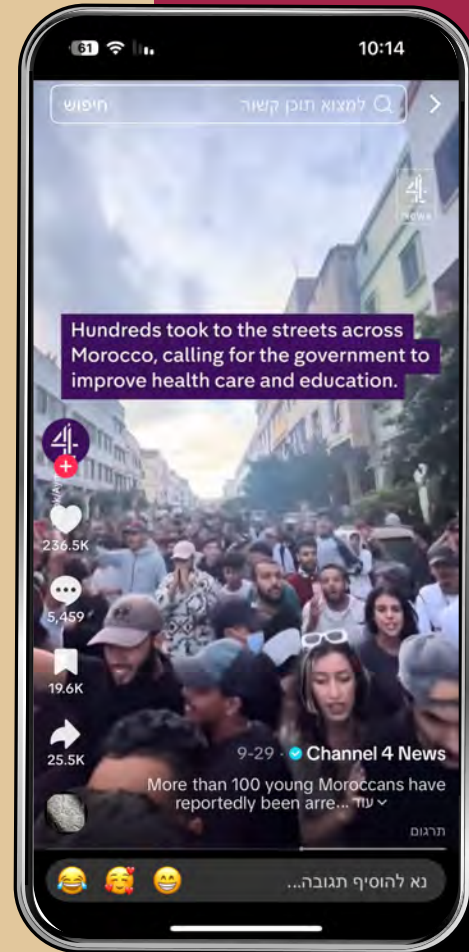 10:14
61
למצוא תוכן קשור
חיפוש
4
NEWS
Hundreds took to the streets across
Morocco, calling for the government to
improve health care and education.
4
236.5K
5,459
19.6K
25.5K
Channel 4 News · 9-29
More than 100 young Moroccans have
reportedly been arre... עוד
תרגום
נא להוסיף תגובה...